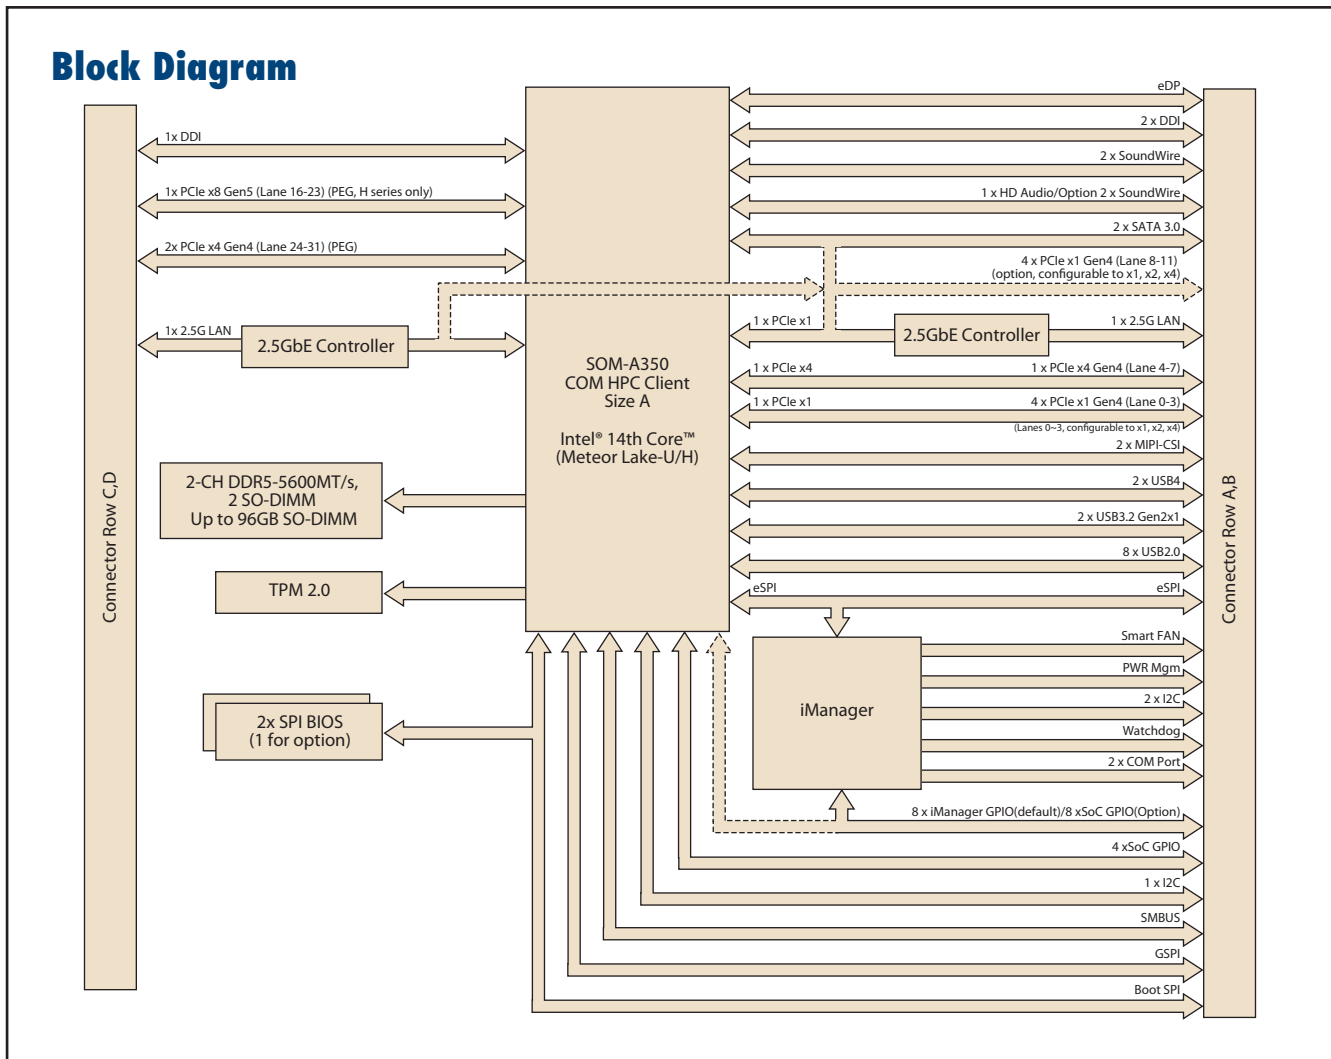 Block Diagram
Connector Row C,D
1x DDI
1x PCIe x8 Gen5 (Lane 16-23) (PEG, H series only)
2x PCIe x4 Gen4 (Lane 24-31) (PEG)
1x 2.5G LAN
2.5GbE Controller
2-CH DDR5-5600MT/s,
2 SO-DIMM
Up to 96GB SO-DIMM
TPM 2.0
2x SPI BIOS
(1 for option)
SOM-A350
COM HPC Client
Size A
Intel® 14th Core™
(Meteor Lake-U/H)
eDP
2 x DDI
2 x SoundWire
1 x HD Audio/Option 2 x SoundWire
2 x SATA 3.0
4 x PCIe x1 Gen4 (Lane 8-11)
(option, configurable to x1, x2, x4)
1 x PCIe x1
2.5GbE Controller
1 x 2.5G LAN
1 x PCIe x4
1 x PCIe x4 Gen4 (Lane 4-7)
1 x PCIe x1
4 x PCIe x1 Gen4 (Lane 0-3)
(Lanes 0~3, configurable to x1, x2, x4)
2 x MIPI-CSI
2 x USB4
2 x USB3.2 Gen2x1
8 x USB2.0
eSPI
eSPI
iManager
Smart FAN
PWR Mgm
2 x I2C
Watchdog
2 x COM Port
8 x iManager GPIO(default)/8 xSoC GPIO(Option)
4 xSoC GPIO
1 x I2C
SMBUS
GSPI
Boot SPI
Connector Row A,B